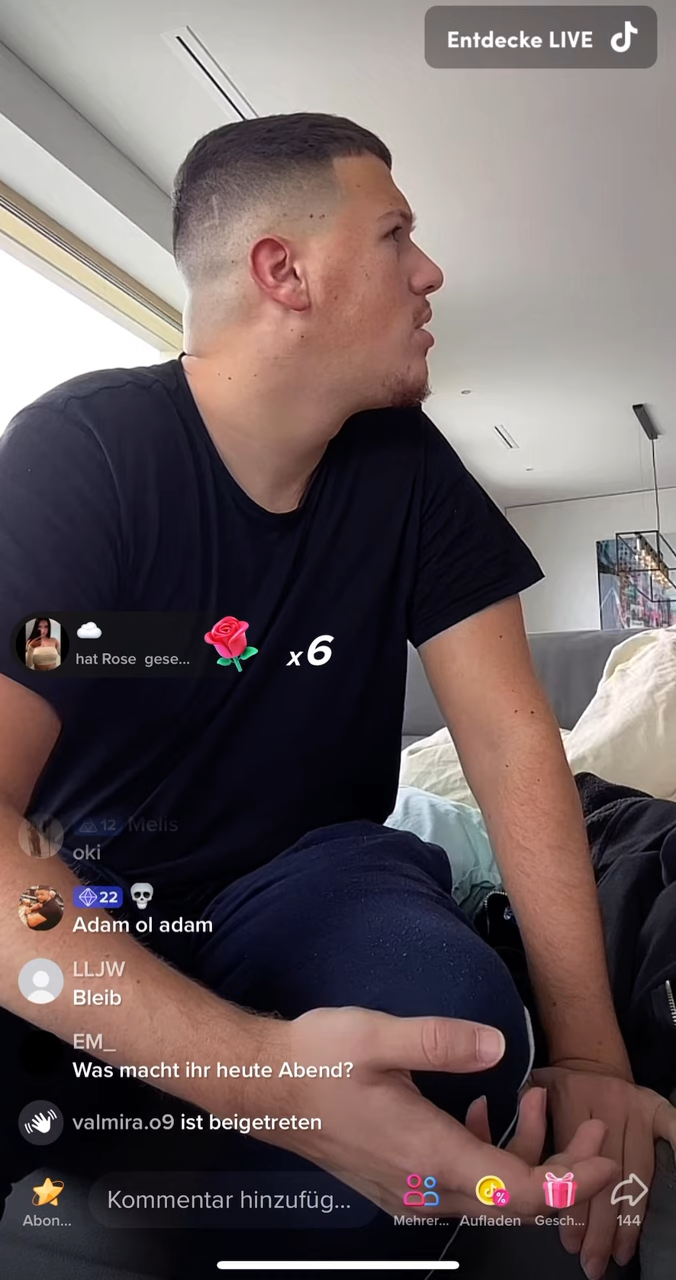 Entdecke LIVE
hat Rose gese...
x6
12 Melis
oki
22
Adam ol adam
LLJW
Bleib
EM_
Was macht ihr heute Abend?
valmira.o9 ist beigetreten
Abon...
Kommentar hinzufüg...
Mehrer...
Aufladen
Gesch...
144